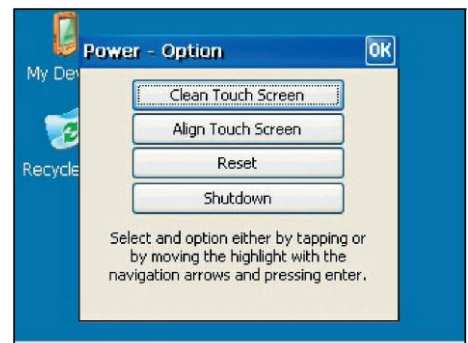 Power - Option OK
My Dev
Clean Touch Screen
Align Touch Screen
Recycle
Reset
Shutdown
Select and option either by tapping or
by moving the highlight with the
navigation arrows and pressing enter.